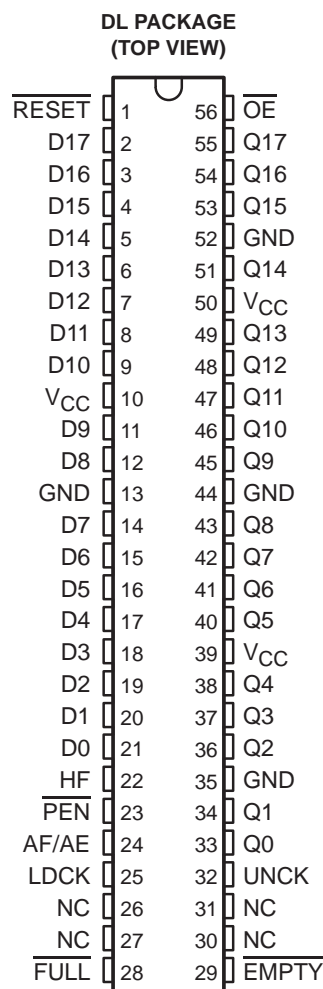 DL PACKAGE
(TOP VIEW)
RESET 1 56 OE
D17 2 55 Q17
D16 3 54 Q16
D15 4 53 Q15
D14 5 52 GND
D13 6 51 Q14
D12 7 50 VCC
D11 8 49 Q13
D10 9 48 Q12
VCC 10 47 Q11
D9 11 46 Q10
D8 12 45 Q9
GND 13 44 GND
D7 14 43 Q8
D6 15 42 Q7
D5 16 41 Q6
D4 17 40 Q5
D3 18 39 VCC
D2 19 38 Q4
D1 20 37 Q3
D0 21 36 Q2
HF 22 35 GND
PEN 23 34 Q1
AF/AE 24 33 Q0
LDCK 25 32 UNCK
NC 26 31 NC
NC 27 30 NC
FULL 28 29 EMPTY